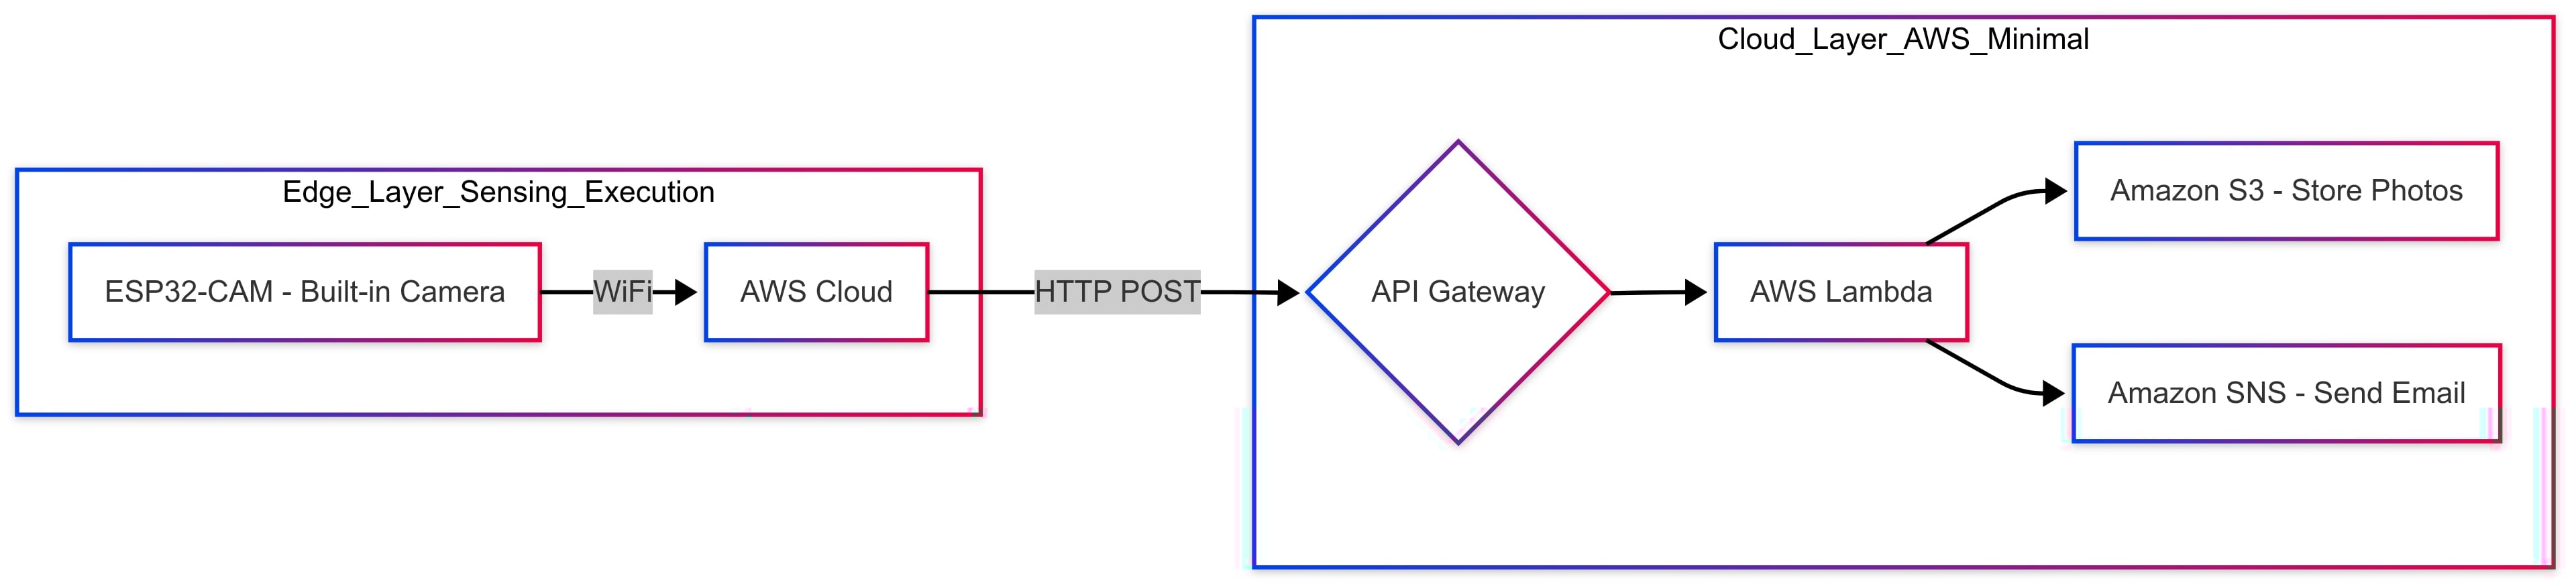 Cloud_Layer_AWS_Minimal
Edge_Layer_Sensing_Execution
ESP32-CAM - Built-in Camera
WiFi
AWS Cloud
HTTP POST
API Gateway
AWS Lambda
Amazon S3 - Store Photos
Amazon SNS - Send Email